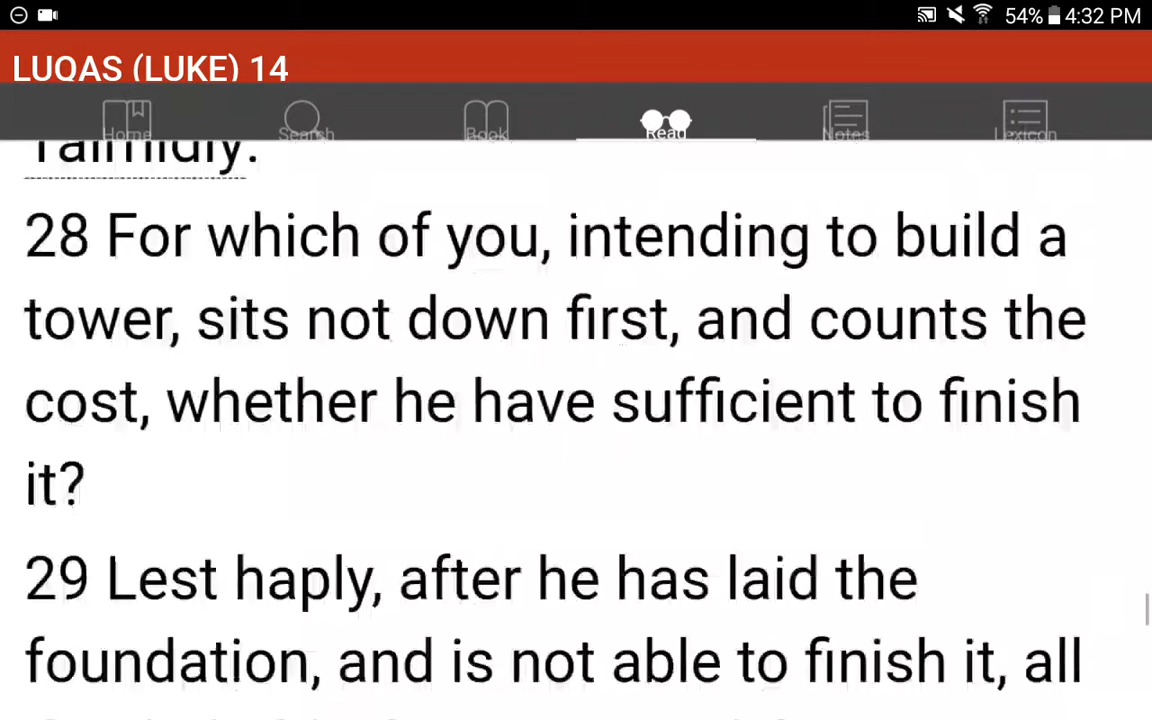 54% 4:32 PM
LUQAS (LUKE) 14
Home Search Book Read Notes Lexicon
28 For which of you, intending to build a
tower, sits not down first, and counts the
cost, whether he have sufficient to finish
it?
29 Lest haply, after he has laid the
foundation, and is not able to finish it, all